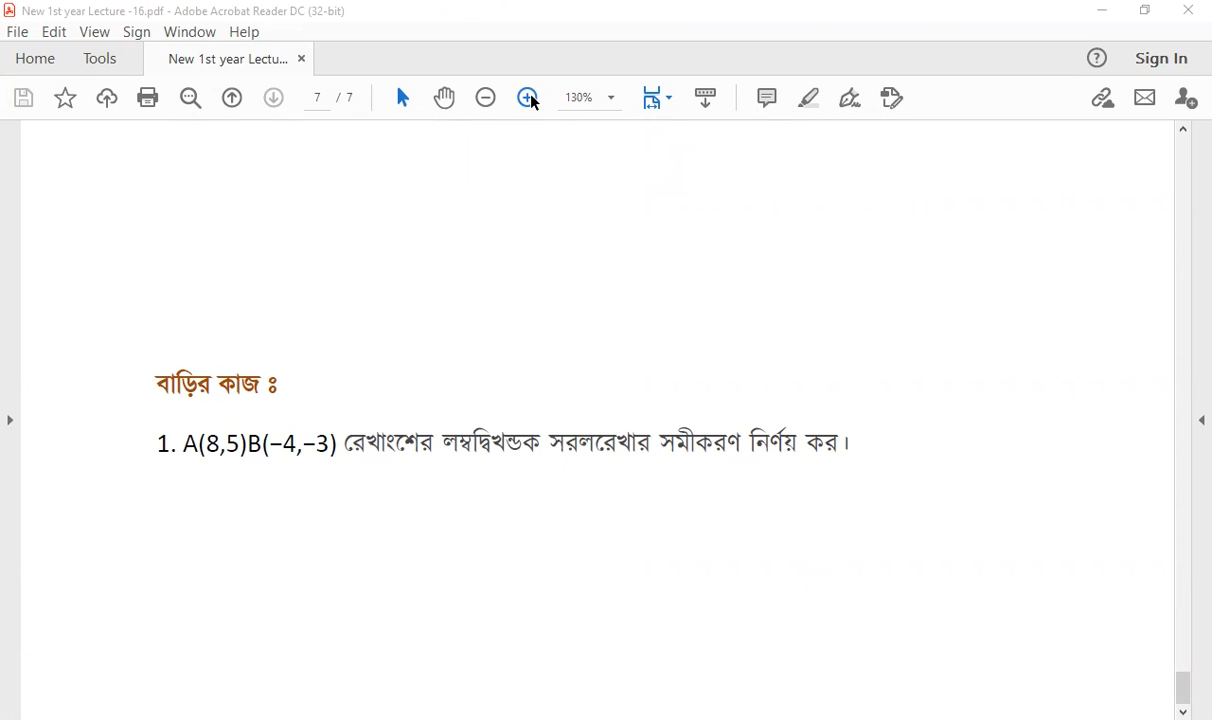 New 1st year Lecture -16.pdf - Adobe Acrobat Reader DC (32-bit)
File Edit View Sign Window Help
Home Tools New 1st year Lectu... × ? Sign In
7 / 7 130%
বাড়ির কাজ ঃ
1. A(8,5)B(−4,−3) রেখাংশের লম্বদ্বিখন্ডক সরলরেখার সমীকরণ নির্ণয় কর।